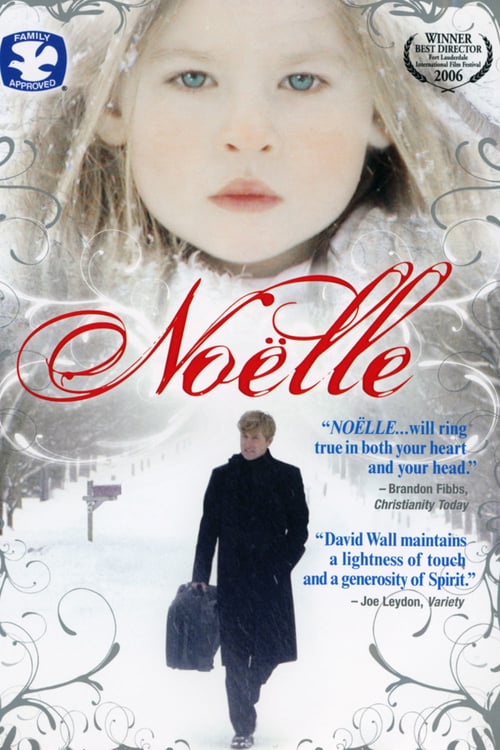 FAMILY
APPROVED
®
WINNER
BEST DIRECTOR
Fort Lauderdale
International Film Festival
2006
Noëlle
“NOËLLE...will ring
true in both your heart
and your head.”
– Brandon Fibbs,
Christianity Today
“David Wall maintains
a lightness of touch
and a generosity of Spirit.”
– Joe Leydon, Variety